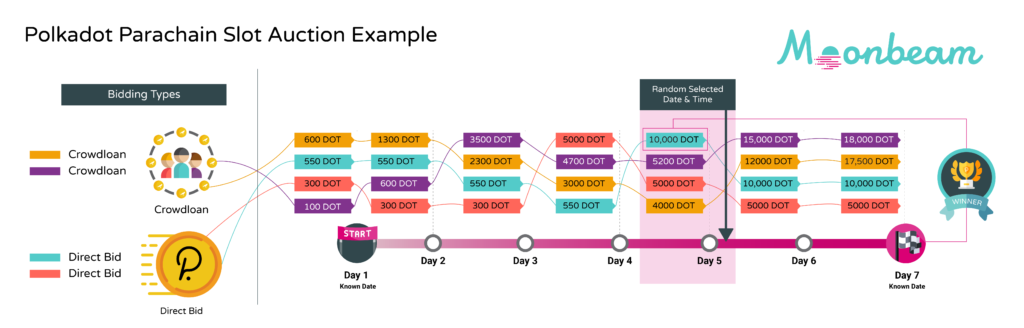 Polkadot Parachain Slot Auction Example
Moonbeam
Bidding Types
Random Selected
Date & Time
600 DOT 1300 DOT 3500 DOT 5000 DOT 10,000 DOT 15,000 DOT 18,000 DOT
Crowdloan 550 DOT 550 DOT 2300 DOT 4700 DOT 5200 DOT 12000 DOT 17,500 DOT
Crowdloan 300 DOT 600 DOT 550 DOT 3000 DOT 5000 DOT 10,000 DOT 10,000 DOT
Crowdloan 100 DOT 300 DOT 300 DOT 550 DOT 4000 DOT 5000 DOT 5000 DOT
WINNER
START
Direct Bid
Direct Bid
Day 1 Day 2 Day 3 Day 4 Day 5 Day 6 Day 7
Known Date Known Date
Direct Bid